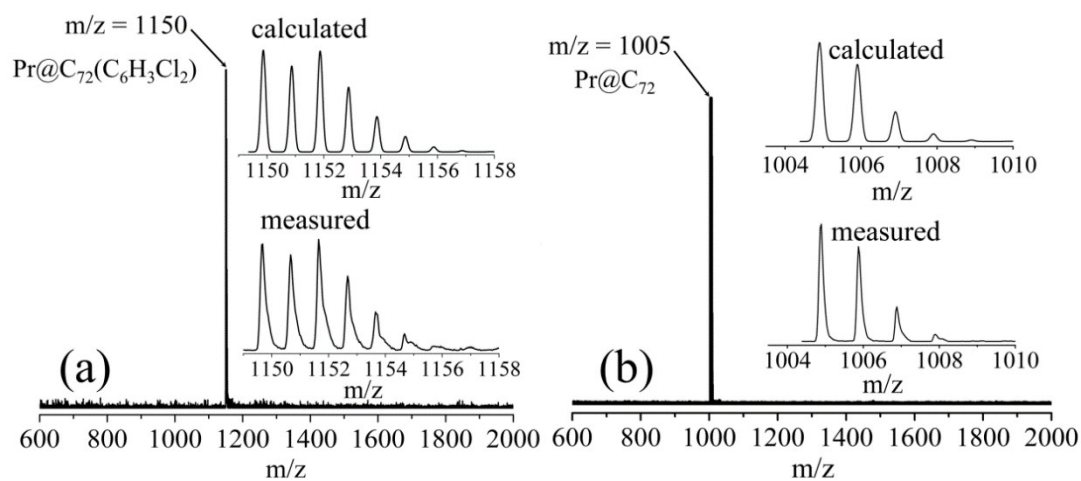 m/z = 1150
Pr@C₇₂(C₆H₃Cl₂)
calculated
1150 1152 1154 1156 1158
m/z
measured
1150 1152 1154 1156 1158
m/z
(a)
600 800 1000 1200 1400 1600 1800 2000
m/z
m/z = 1005
Pr@C₇₂
calculated
1004 1006 1008 1010
m/z
measured
1004 1006 1008 1010
m/z
(b)
600 800 1000 1200 1400 1600 1800 2000
m/z